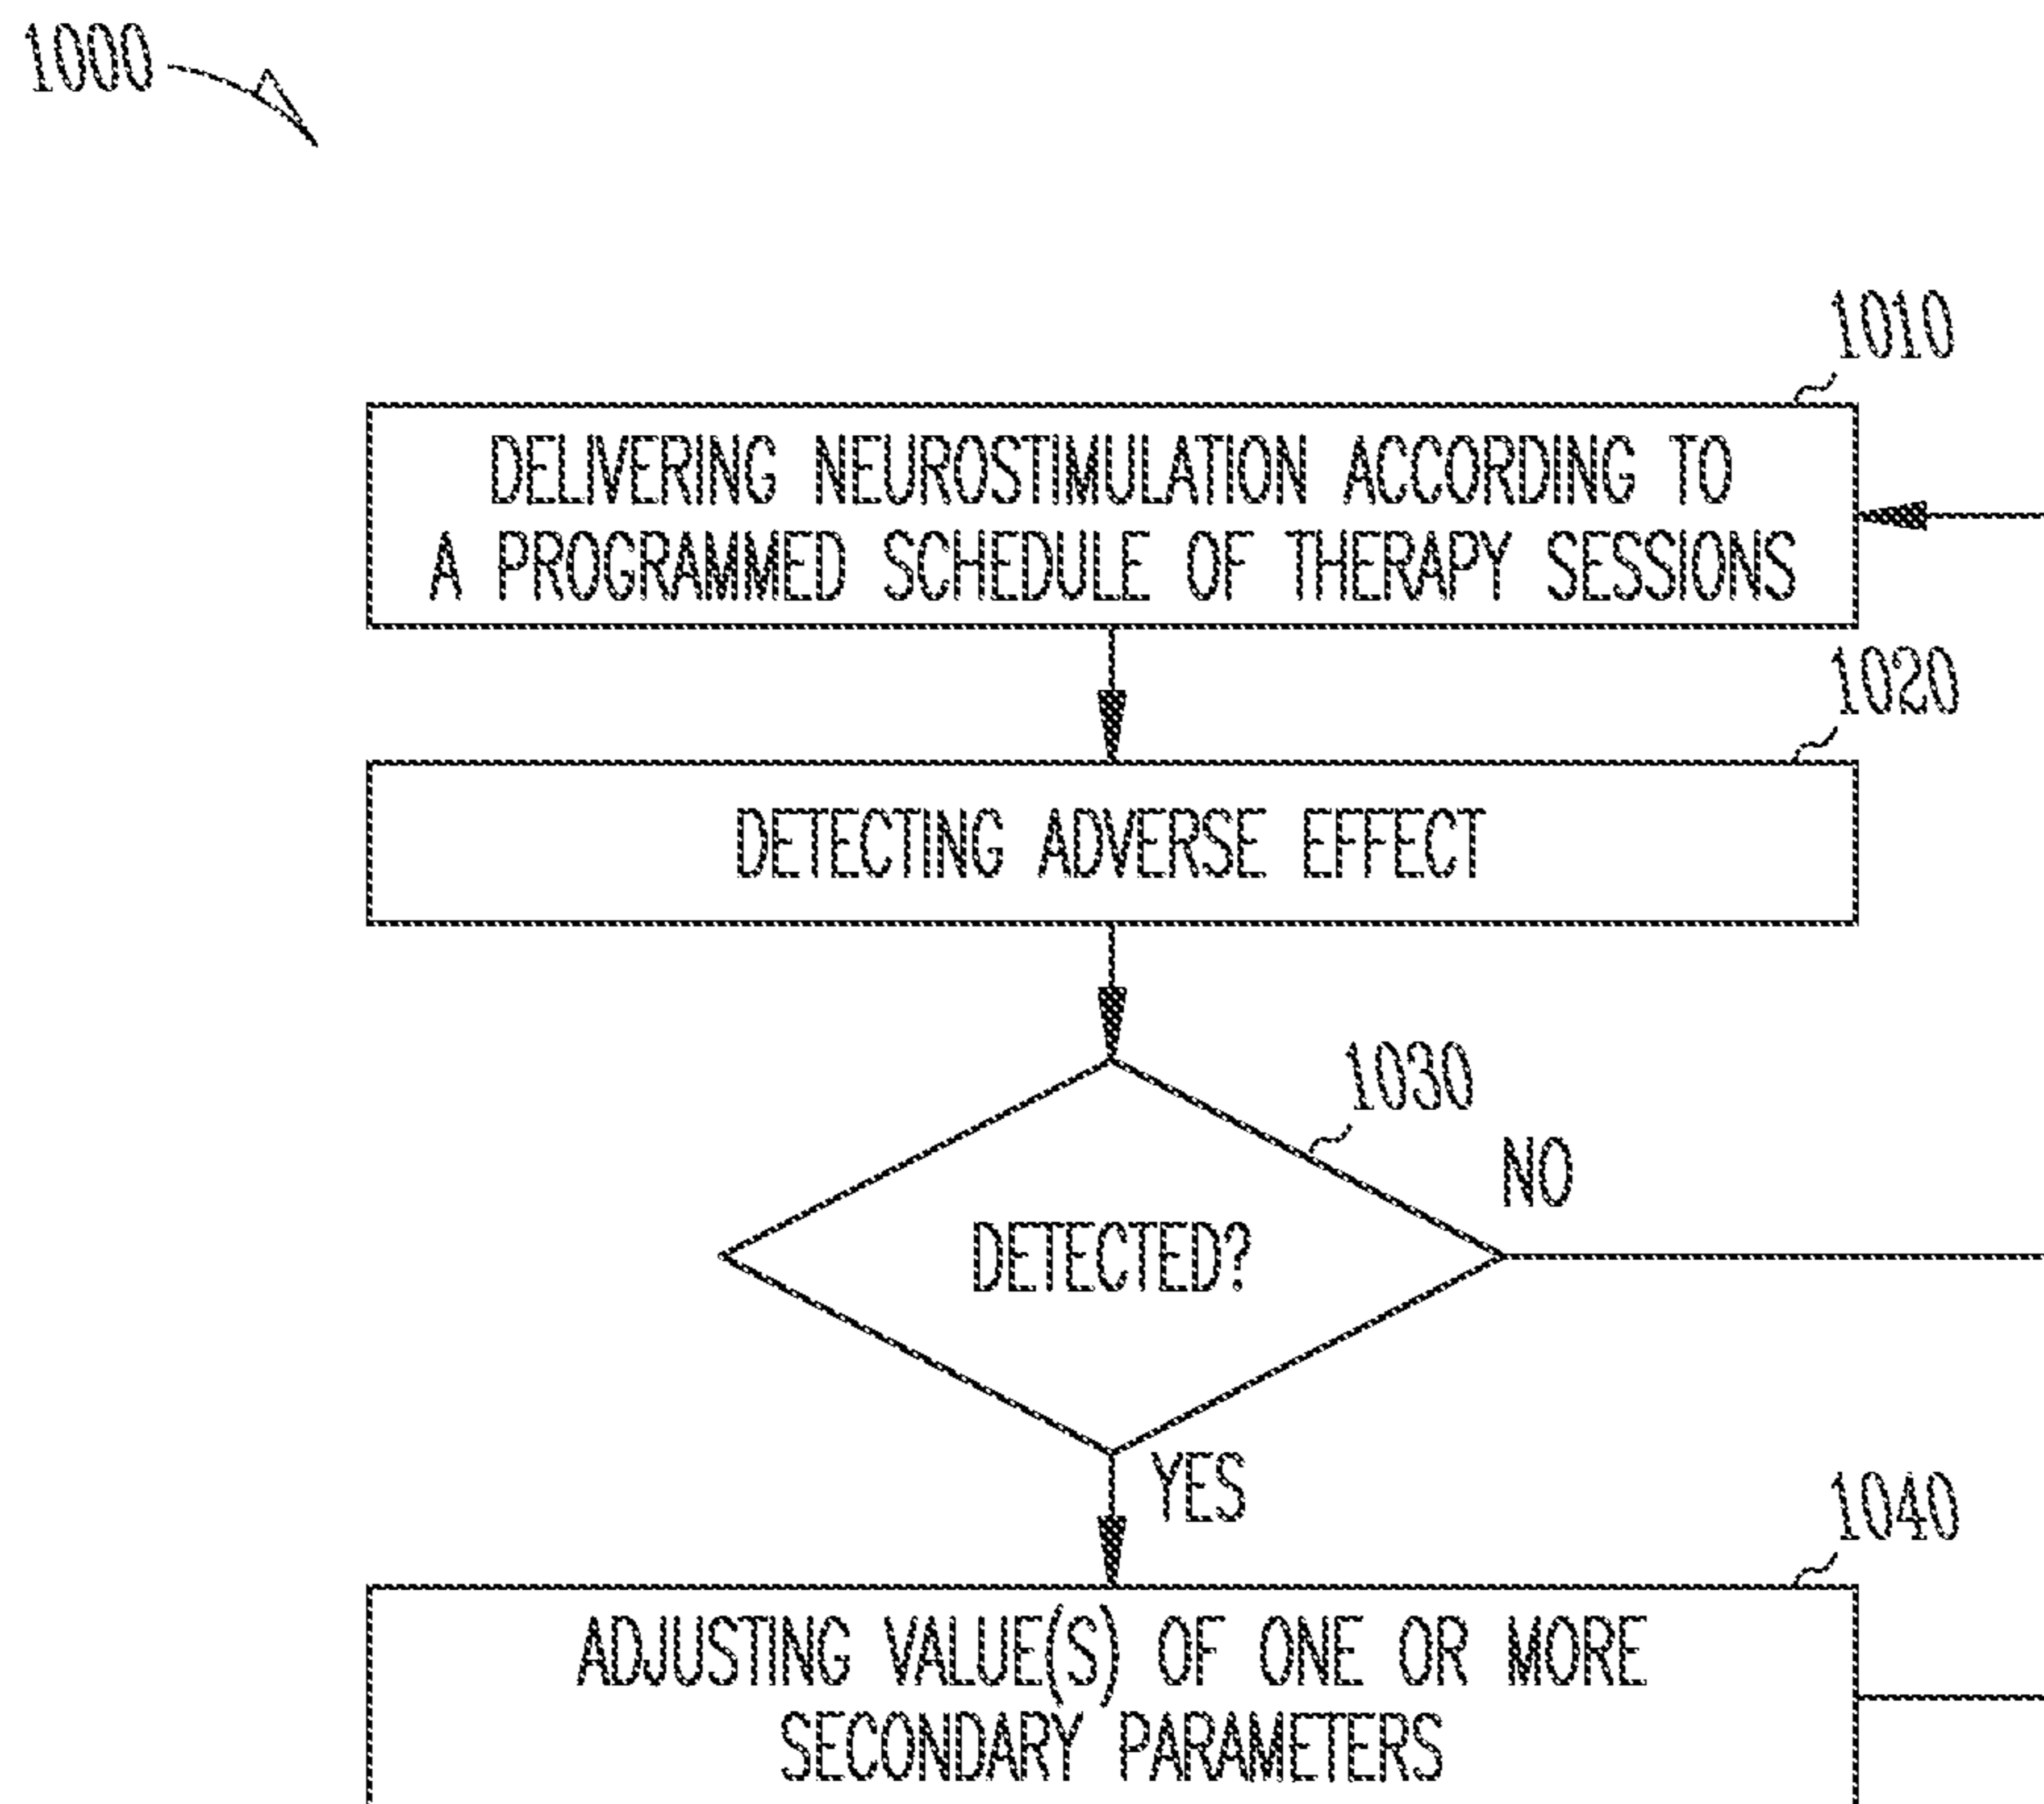 1000
1010
DELIVERING NEUROSTIMULATION ACCORDING TO
A PROGRAMMED SCHEDULE OF THERAPY SESSIONS
1020
DETECTING ADVERSE EFFECT
1030
NO
DETECTED?
YES
1040
ADJUSTING VALUE(S) OF ONE OR MORE
SECONDARY PARAMETERS